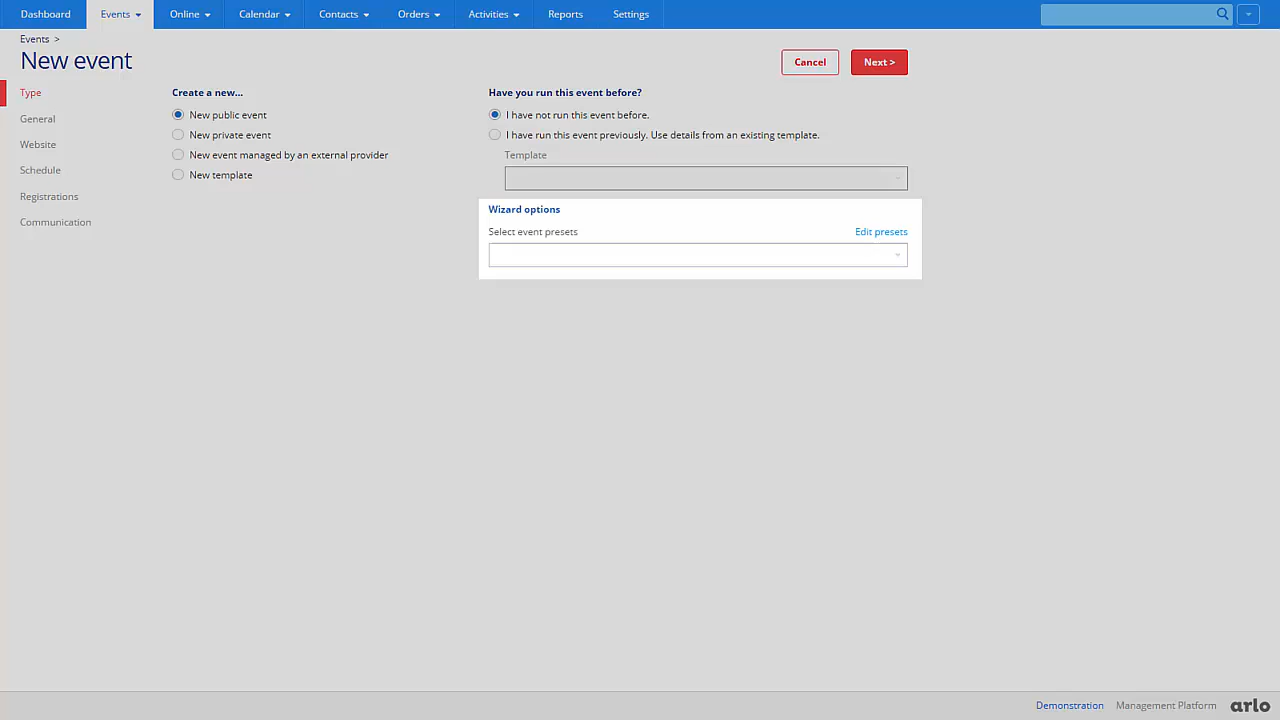 Dashboard Events Online Calendar Contacts Orders Activities Reports Settings
Events >
New event
Cancel Next >
Type
General
Website
Schedule
Registrations
Communication
Create a new...
New public event
New private event
New event managed by an external provider
New template
Have you run this event before?
I have not run this event before.
I have run this event previously. Use details from an existing template.
Template
Wizard options
Select event presets Edit presets
Demonstration Management Platform arlo